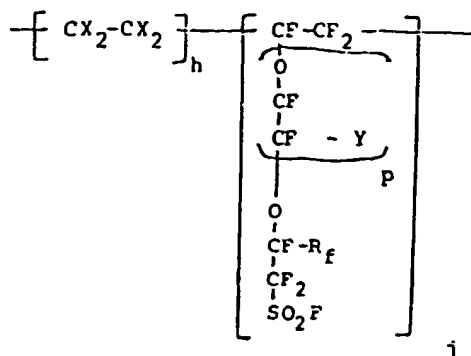 CX2-CX2
h
CF-CF2
O
CF
CF - Y
p
O
CF-Rf
CF2
SO2F
i